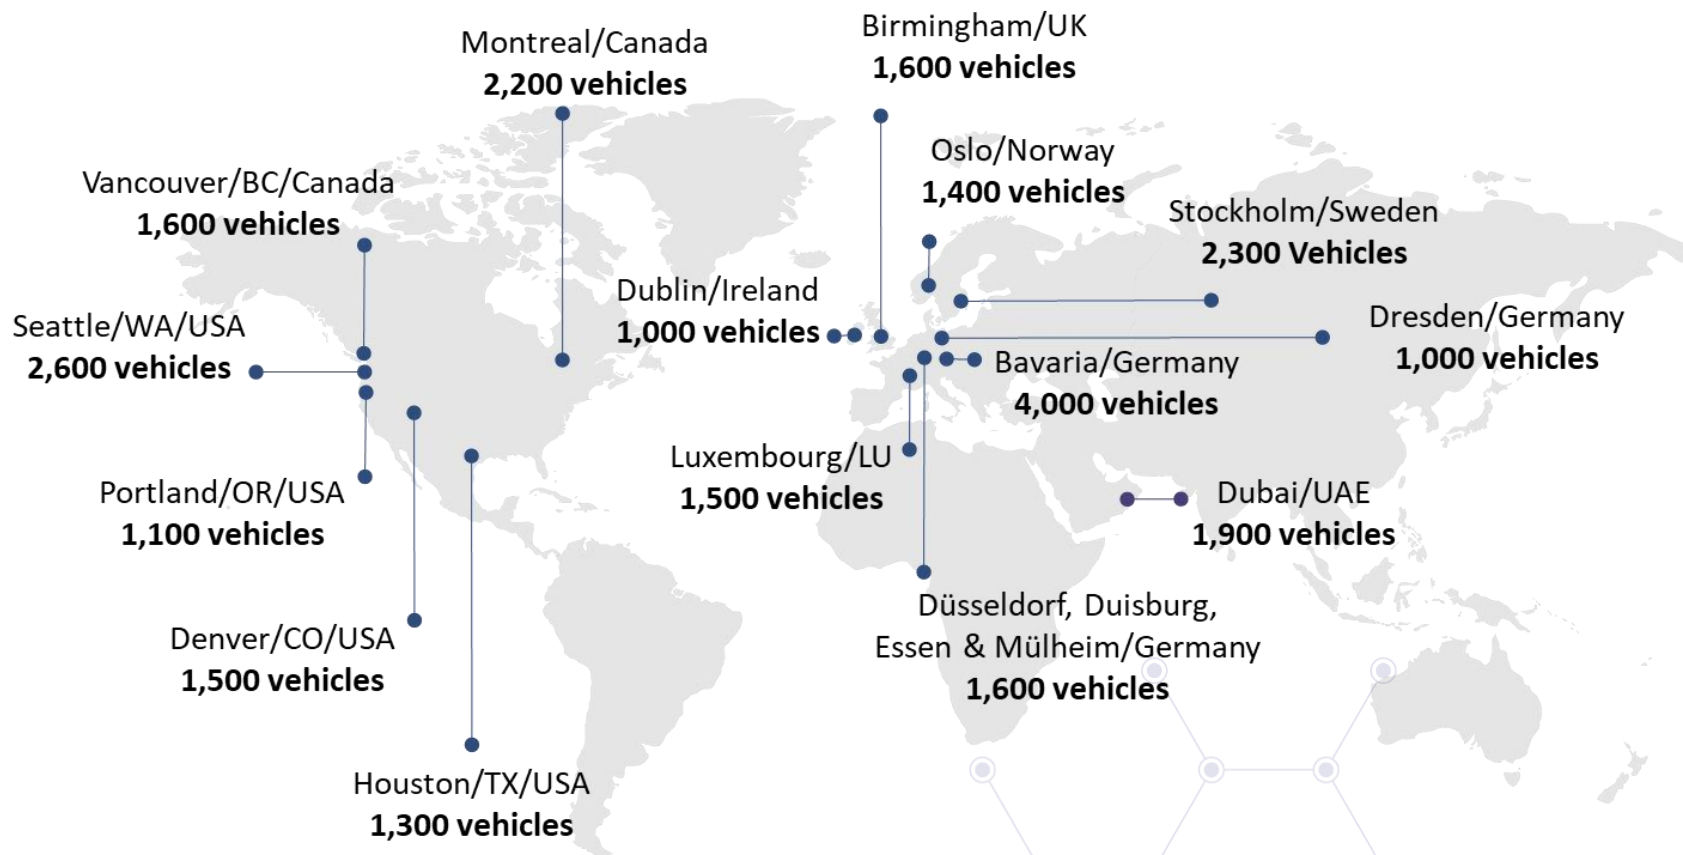 Birmingham/UK
1,600 vehicles
Montreal/Canada
2,200 vehicles
Oslo/Norway
1,400 vehicles
Vancouver/BC/Canada
1,600 vehicles
Stockholm/Sweden
2,300 Vehicles
Dublin/Ireland
1,000 vehicles
Seattle/WA/USA
2,600 vehicles
Dresden/Germany
1,000 vehicles
Bavaria/Germany
4,000 vehicles
Luxembourg/LU
1,500 vehicles
Portland/OR/USA
1,100 vehicles
Dubai/UAE
1,900 vehicles
Düsseldorf, Duisburg,
Essen & Mülheim/Germany
1,600 vehicles
Denver/CO/USA
1,500 vehicles
Houston/TX/USA
1,300 vehicles